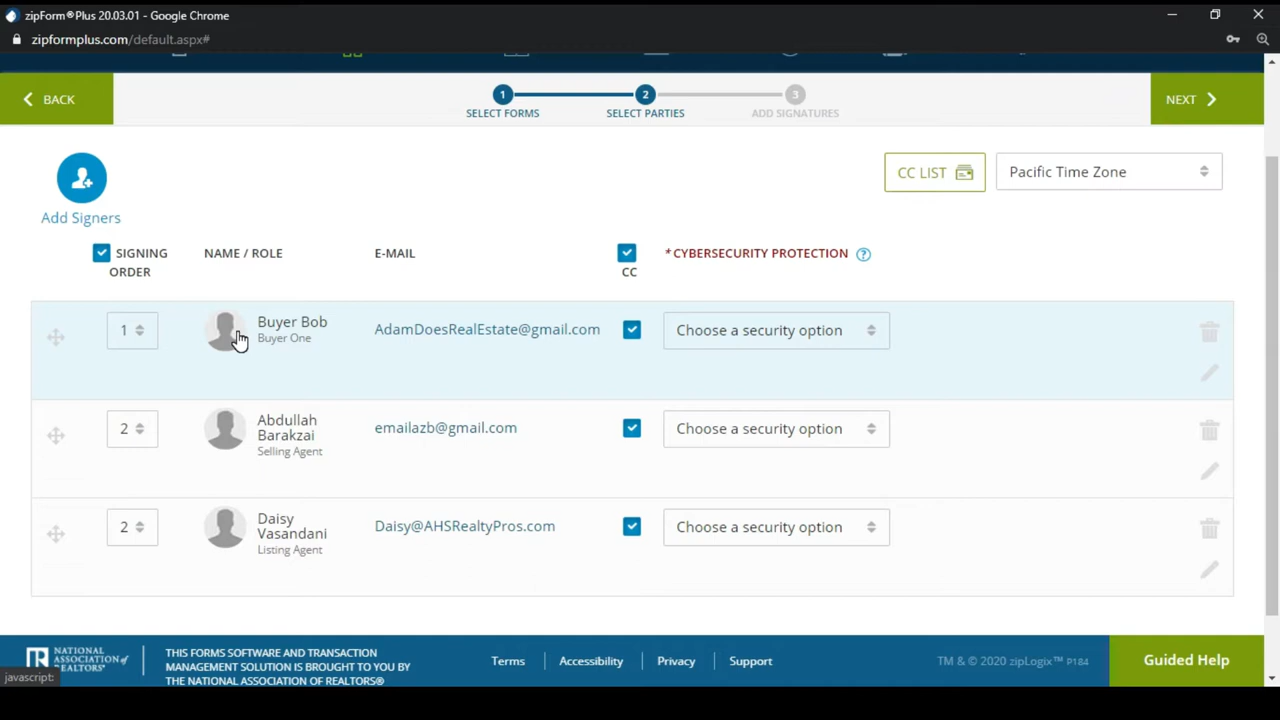 zipForm®Plus 20.03.01 - Google Chrome
zipformplus.com/default.aspx#
BACK
1
2
3
SELECT FORMS
SELECT PARTIES
ADD SIGNATURES
NEXT
Add Signers
CC LIST
Pacific Time Zone
SIGNING ORDER
NAME / ROLE
E-MAIL
CC
*CYBERSECURITY PROTECTION ?
1
Buyer Bob
Buyer One
AdamDoesRealEstate@gmail.com
Choose a security option
2
Abdullah
Barakzai
Selling Agent
emailazb@gmail.com
Choose a security option
2
Daisy
Vasandani
Listing Agent
Daisy@AHSRealtyPros.com
Choose a security option
NATIONAL
ASSOCIATION of
REALTORS®
THIS FORMS SOFTWARE AND TRANSACTION
MANAGEMENT SOLUTION IS BROUGHT TO YOU BY
THE NATIONAL ASSOCIATION OF REALTORS®
Terms
Accessibility
Privacy
Support
TM & © 2020 zipLogix™ P184
Guided Help
javascript: